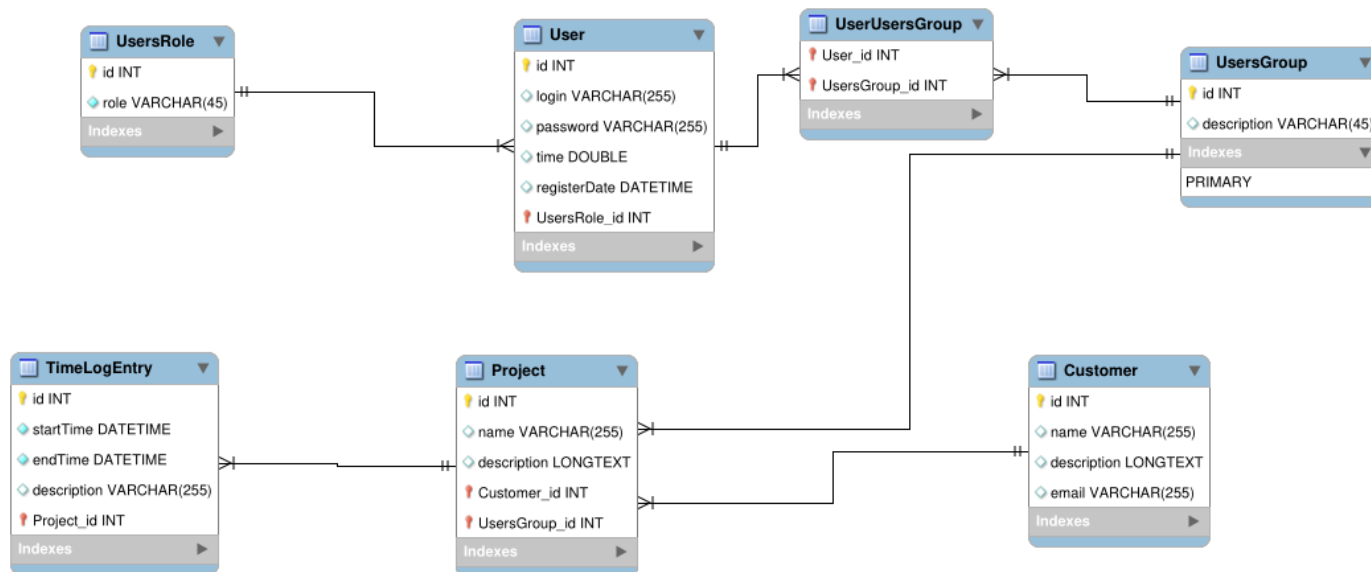 UsersRole
id INT
role VARCHAR(45)
Indexes
User
id INT
login VARCHAR(255)
password VARCHAR(255)
time DOUBLE
registerDate DATETIME
UsersRole_id INT
Indexes
UserUsersGroup
User_id INT
UsersGroup_id INT
Indexes
UsersGroup
id INT
description VARCHAR(45)
Indexes
PRIMARY
TimeLogEntry
id INT
startTime DATETIME
endTime DATETIME
description VARCHAR(255)
Project_id INT
Indexes
Project
id INT
name VARCHAR(255)
description LONGTEXT
Customer_id INT
UsersGroup_id INT
Indexes
Customer
id INT
name VARCHAR(255)
description LONGTEXT
email VARCHAR(255)
Indexes